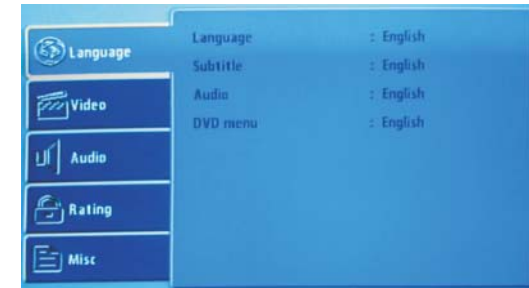 Language
Video
Audio
Rating
Misc
Language : English
Subtitle : English
Audio : English
DVD menu : English